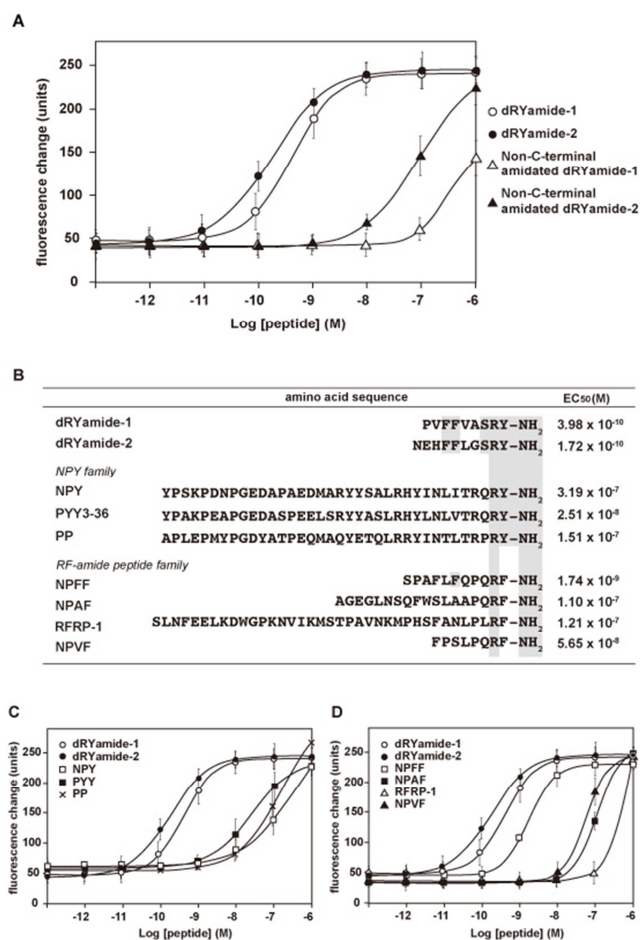 A
fluorescence change (units)
250
200
150
100
50
0
-12 -11 -10 -9 -8 -7 -6
Log [peptide] (M)
dRYamide-1
dRYamide-2
Non-C-terminal
amidated dRYamide-1
Non-C-terminal
amidated dRYamide-2
B
amino acid sequence EC50(M)
dRYamide-1 PVFFVASRY-NH2 3.98 x 10-10
dRYamide-2 NEHFFLGSRY-NH2 1.72 x 10-10
NPY family
NPY YPSKPDNPGEDAPAEDMARYYSALRHYINLITRQRY-NH2 3.19 x 10-7
PYY3-36 YPAKPEAPGEDASPEELSRYYASLRHYLNLVTRQRY-NH2 2.51 x 10-8
PP APLEPMYPGDYATPEQMAQYETQLRRYINTLTRPRY-NH2 1.51 x 10-7
RF-amide peptide family
NPFF SPAFLFQPQRF-NH2 1.74 x 10-9
NPAF AGEGLNSQFWSLAAPQRF-NH2 1.10 x 10-7
RFRP-1 SLNFEELKDWGPKNVIKMSTPAVNKMPHSFANLPLRF-NH2 1.21 x 10-7
NPVF FPSLPQRF-NH2 5.65 x 10-8
C
fluorescence change (units)
250
200
150
100
50
0
dRYamide-1
dRYamide-2
NPY
PYY
PP
-12 -11 -10 -9 -8 -7 -6
Log [peptide] (M)
D
fluorescence change (units)
250
200
150
100
50
0
dRYamide-1
dRYamide-2
NPFF
NPAF
RFRP-1
NPVF
-12 -11 -10 -9 -8 -7 -6
Log [peptide] (M)